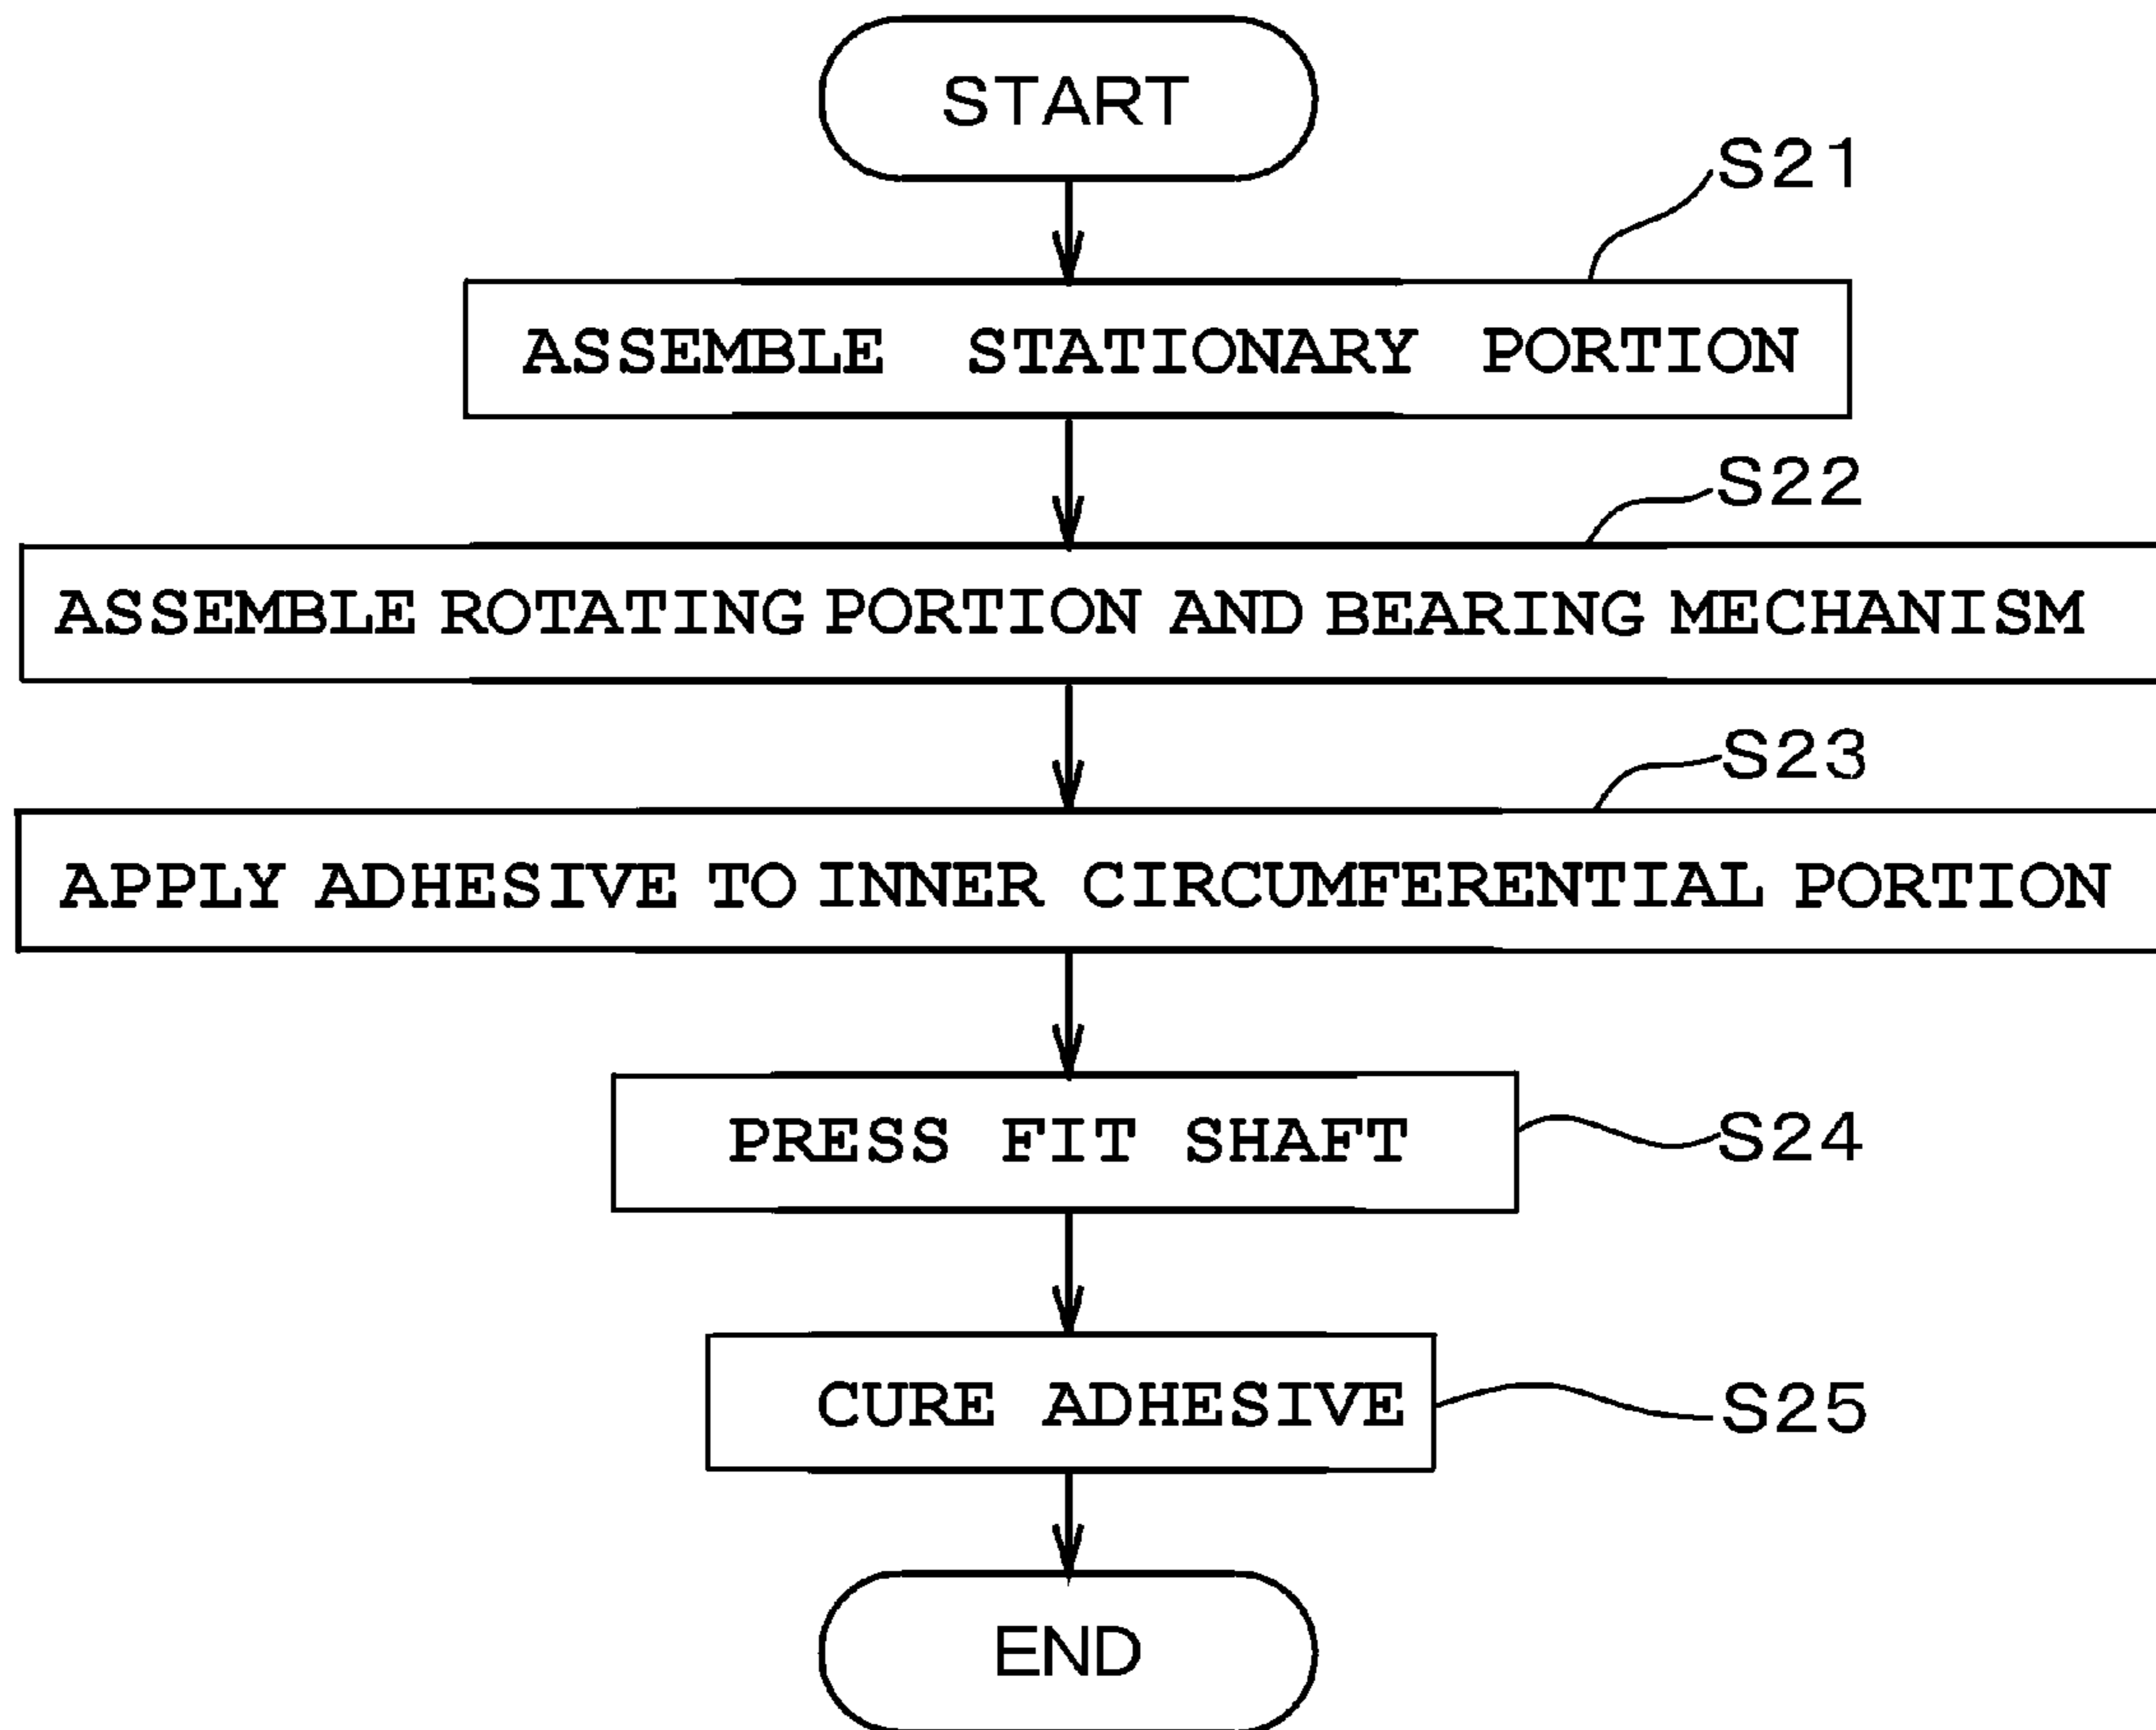 START
S21
ASSEMBLE STATIONARY PORTION
S22
ASSEMBLE ROTATING PORTION AND BEARING MECHANISM
S23
APPLY ADHESIVE TO INNER CIRCUMFERENTIAL PORTION
PRESS FIT SHAFT
S24
CURE ADHESIVE
S25
END